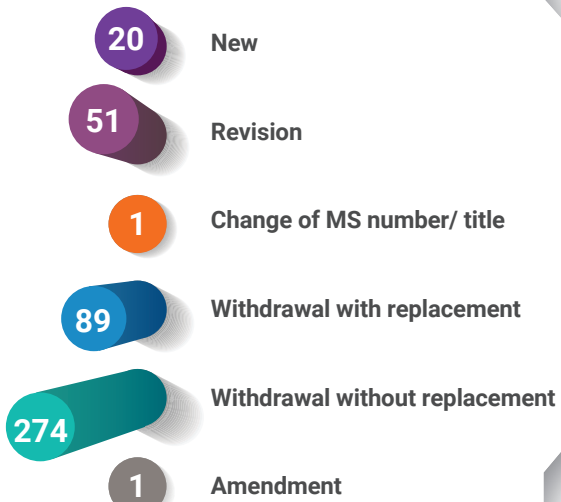 20 New
51 Revision
1 Change of MS number/ title
89 Withdrawal with replacement
274 Withdrawal without replacement
1 Amendment